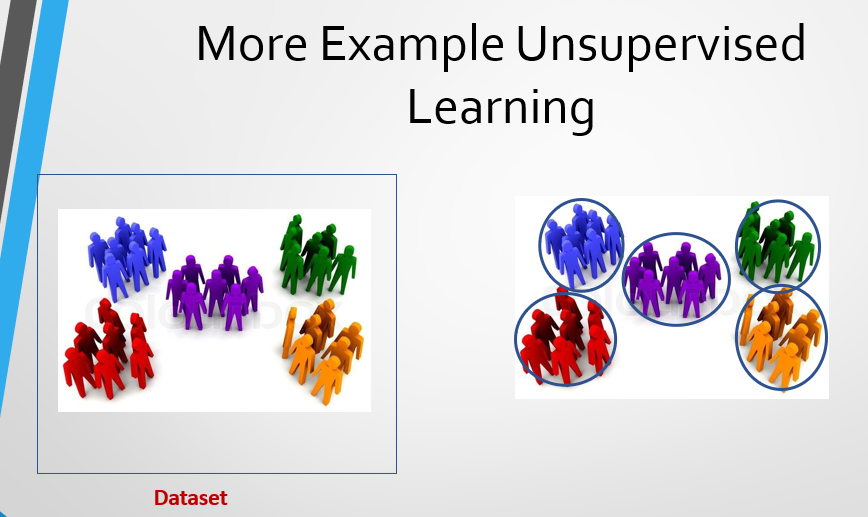 More Example Unsupervised
Learning
Dataset